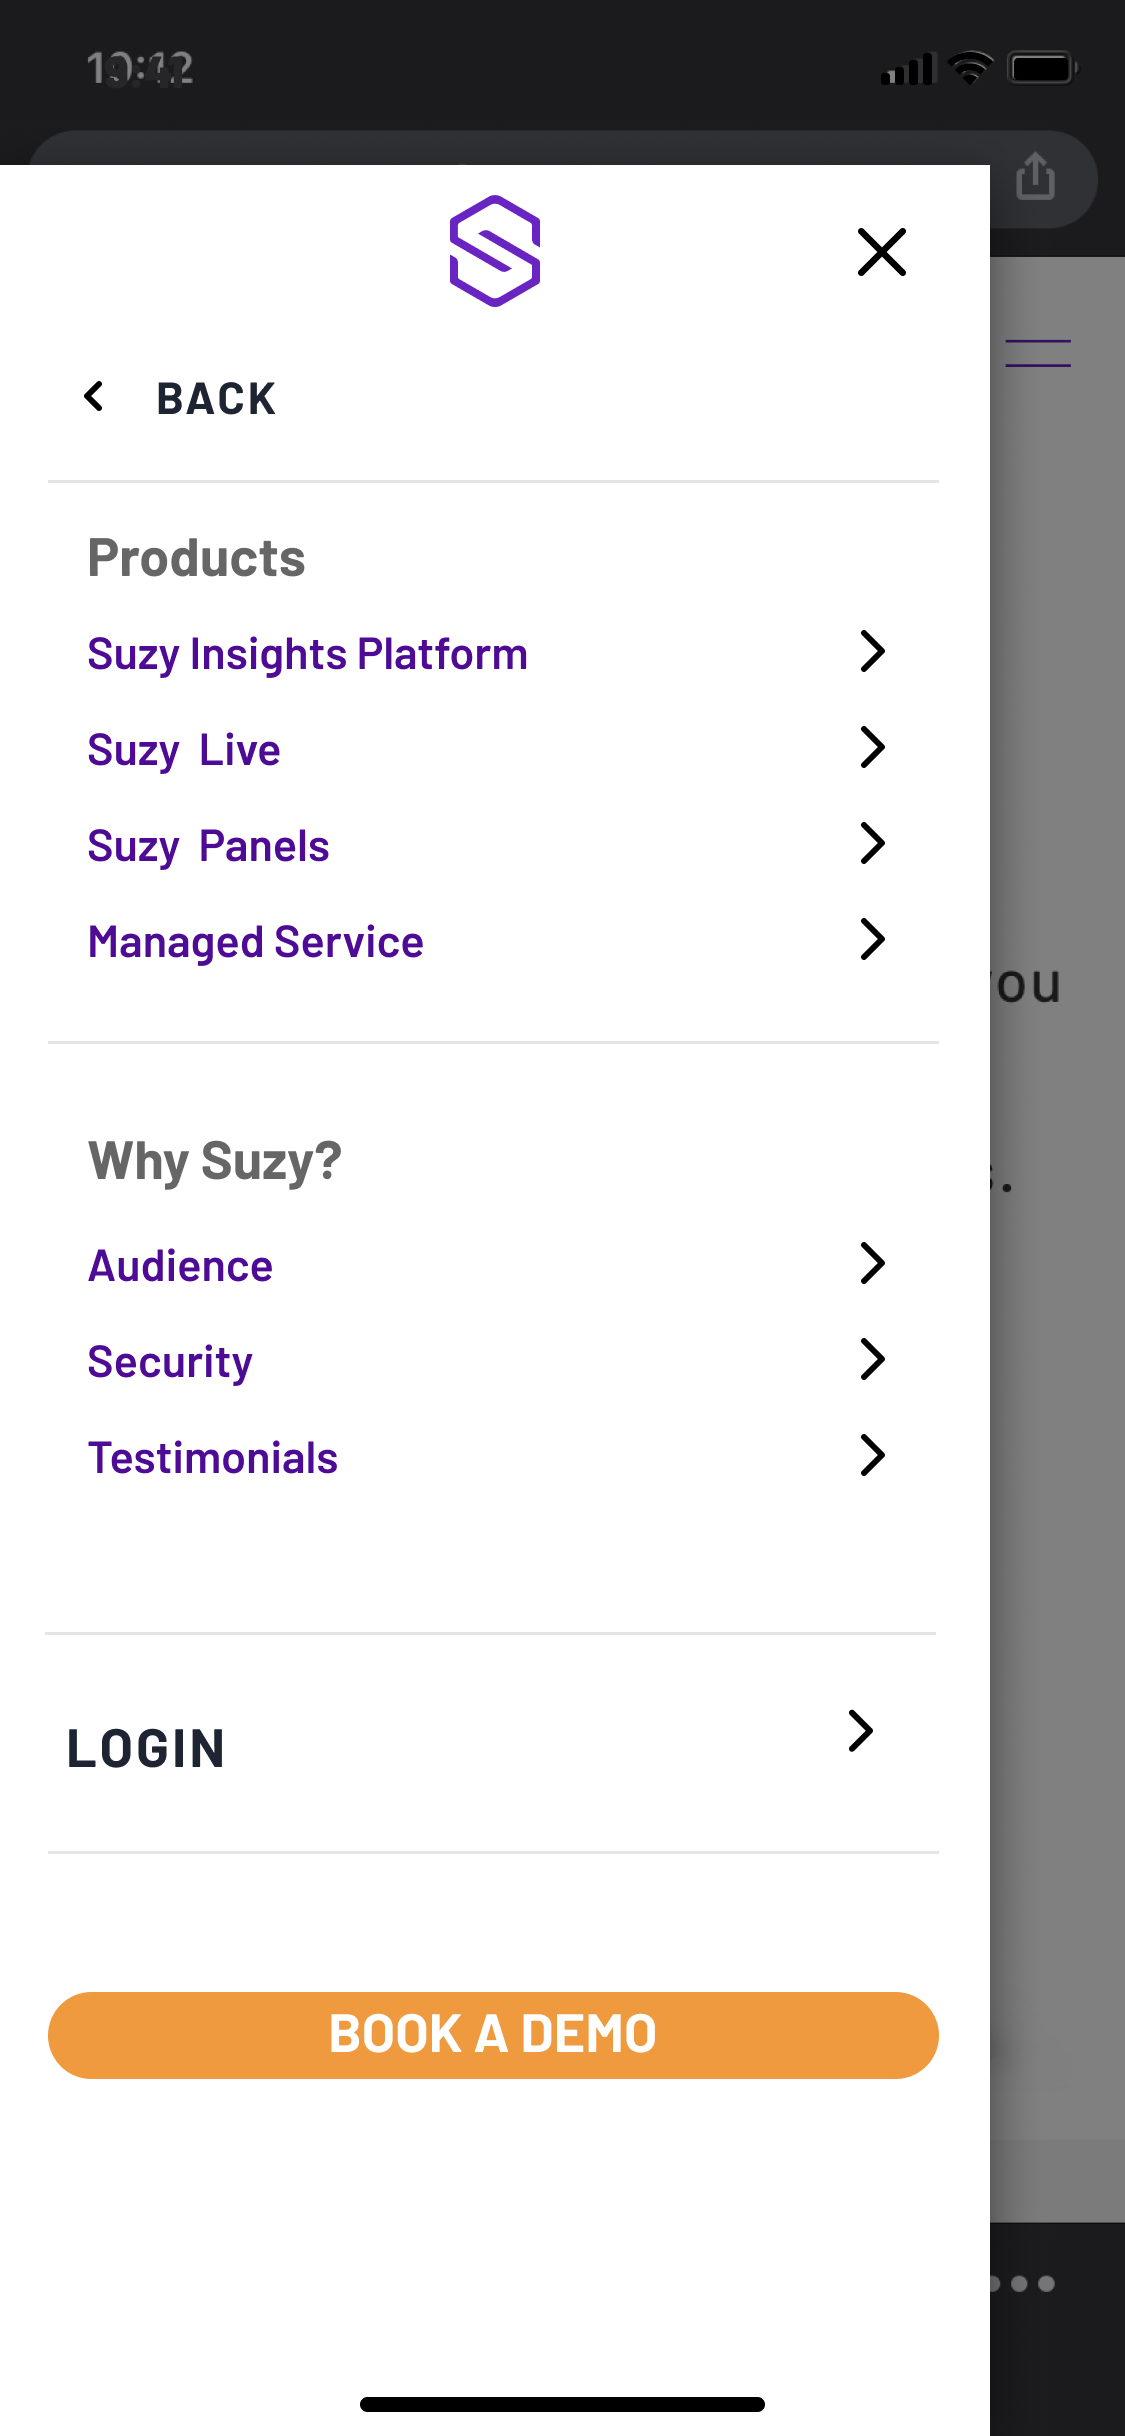 10:12
BACK
Products
Suzy Insights Platform
Suzy Live
Suzy Panels
Managed Service
ou
Why Suzy?
.
Audience
Security
Testimonials
LOGIN
BOOK A DEMO